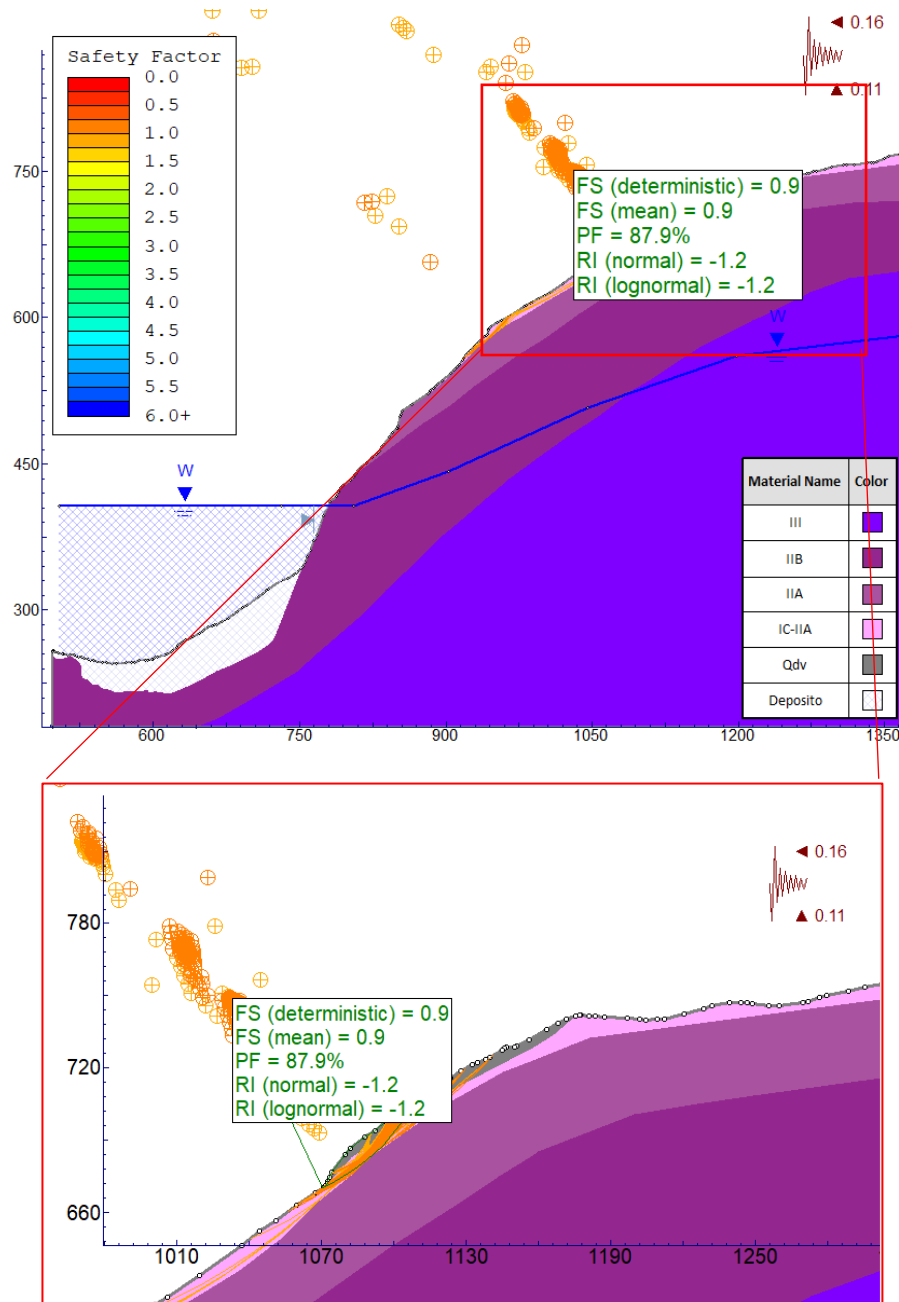 Safety Factor
0.0
0.5
1.0
1.5
2.0
2.5
3.0
3.5
4.0
4.5
5.0
5.5
6.0+
0.16
0.11
FS (deterministic) = 0.9
FS (mean) = 0.9
PF = 87.9%
RI (normal) = -1.2
RI (lognormal) = -1.2
W
W
750
600
450
300
600
750
900
1050
1200
1350
Material Name Color
III
IIB
IIA
IC-IIA
Qdv
Deposito
0.16
0.11
FS (deterministic) = 0.9
FS (mean) = 0.9
PF = 87.9%
RI (normal) = -1.2
RI (lognormal) = -1.2
780
720
660
1010
1070
1130
1190
1250